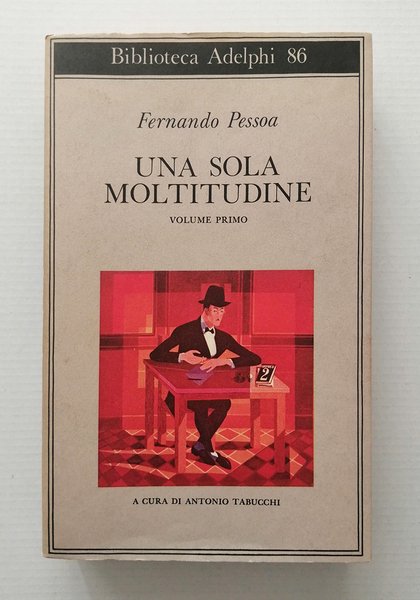 Biblioteca Adelphi 86
Fernando Pessoa
UNA SOLA
MOLTITUDINE
VOLUME PRIMO
2
A CURA DI ANTONIO TABUCCHI